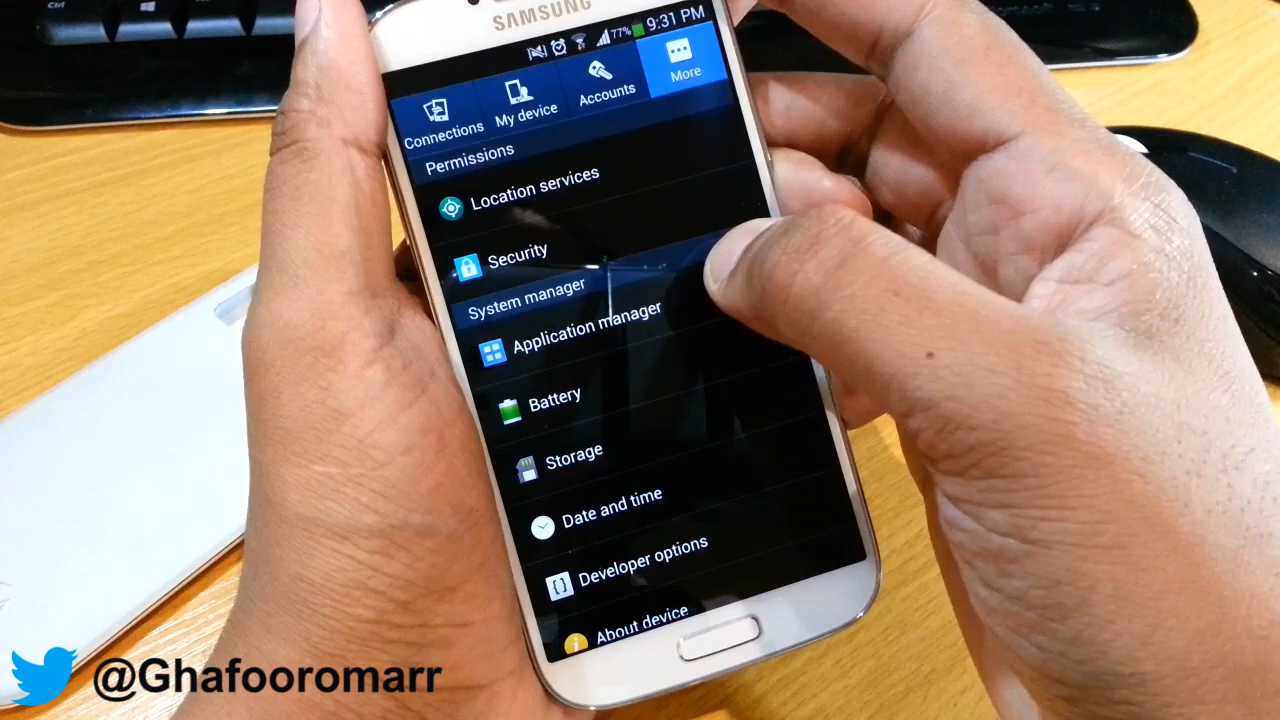 Ctrl
SAMSUNG
77% 9:31 PM
Connections My device Accounts More
Permissions
Location services
Security
System manager
Application manager
Battery
Storage
Date and time
Developer options
About device
@Ghafooromarr